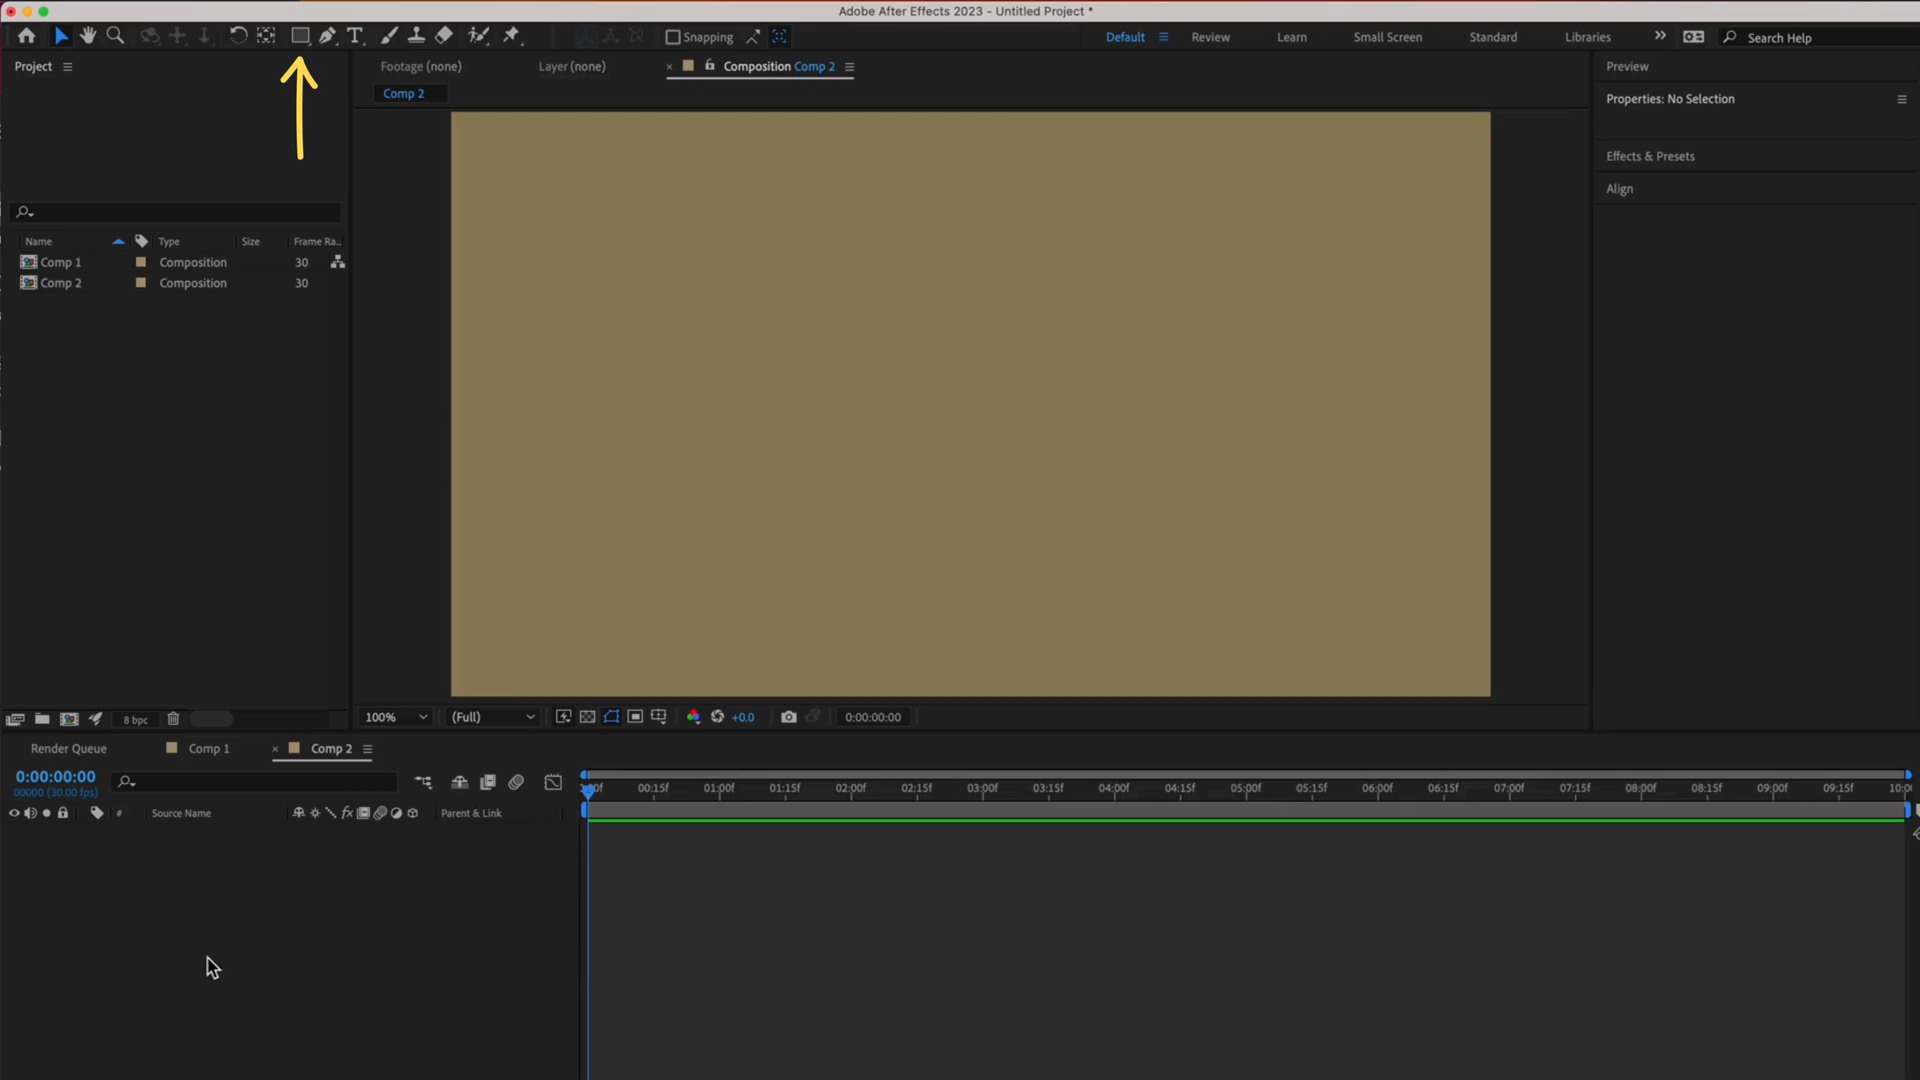 Adobe After Effects 2023 - Untitled Project *
Snapping
Default
Review
Learn
Small Screen
Standard
Libraries
Search Help
Project
Footage (none)
Layer (none)
Composition Comp 2
Preview
Comp 2
Properties: No Selection
Effects & Presets
Align
Name
Type
Size
Frame Ra..
Comp 1
Composition
30
Comp 2
Composition
30
8 bpc
100%
(Full)
+0.0
0:00:00:00
Render Queue
Comp 1
Comp 2
0:00:00:00
00000 (30.00 fps)
00:15f
01:00f
01:15f
02:00f
02:15f
03:00f
03:15f
04:00f
04:15f
05:00f
05:15f
06:00f
06:15f
07:00f
07:15f
08:00f
08:15f
09:00f
09:15f
#
Source Name
fx
Parent & Link